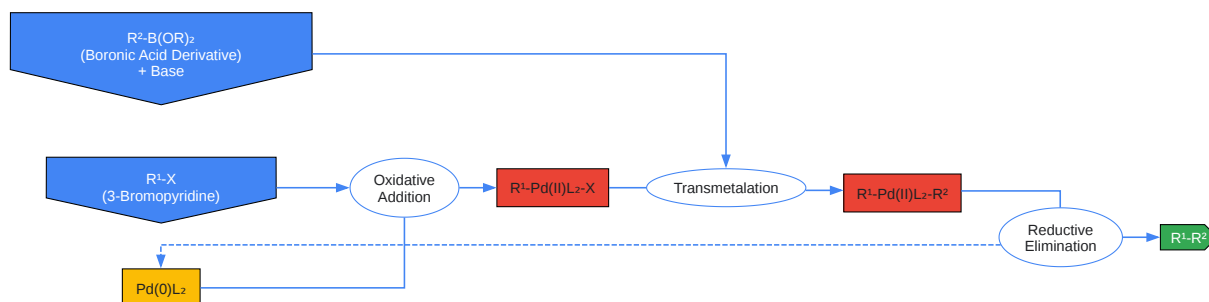 R²-B(OR)₂
(Boronic Acid Derivative)
+ Base
R¹-X
(3-Bromopyridine)
Oxidative
Addition
R¹-Pd(II)L₂-X
Transmetalation
R¹-Pd(II)L₂-R²
Reductive
Elimination
R¹-R²
Pd(0)L₂